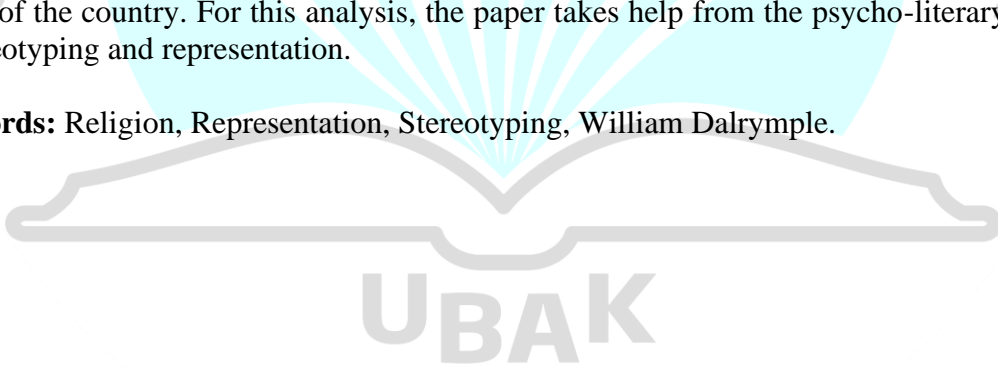 of the country. For this analysis, the paper takes help from the psycho-literary
eotyping and representation.
rds: Religion, Representation, Stereotyping, William Dalrymple.
UBAK